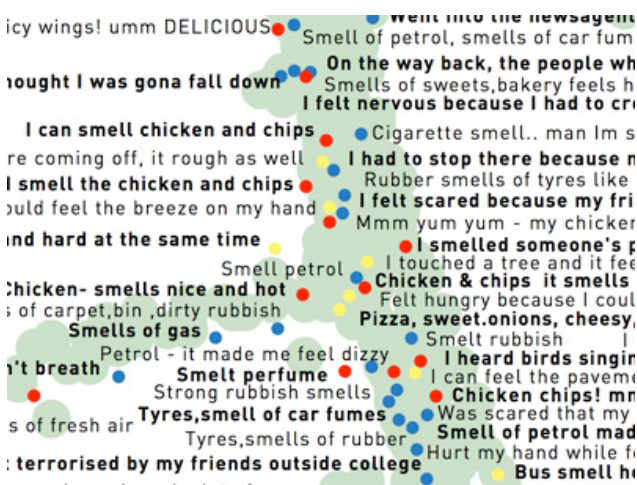 icy wings! umm DELICIOUS
Went into the newsagent
Smell of petrol, smells of car fum
On the way back, the people wh
hought I was gona fall down
Smells of sweets,bakery feels h
I felt nervous because I had to cr
I can smell chicken and chips
Cigarette smell.. man Im s
re coming off, it rough as well
I had to stop there because
Rubber smells of tyres like
I smell the chicken and chips
I felt scared because my fri
ould feel the breeze on my hand
Mmm yum yum - my chicken
and hard at the same time
I smelled someone's p
I touched a tree and it fee
Smell petrol
Chicken & chips it smells
Chicken- smells nice and hot
Felt hungry because I coul
s of carpet,bin ,dirty rubbish
Pizza, sweet.onions, cheesy,
Smells of gas
Smelt rubbish I
Petrol - it made me feel dizzy
I heard birds singin
n't breath
Smelt perfume
I can feel the paveme
Strong rubbish smells
Chicken chips! mm
Tyres,smell of car fumes
Was scared that my
s of fresh air
Smell of petrol mad
Tyres,smells of rubber
Hurt my hand while fe
terrorised by my friends outside college
Bus smell he